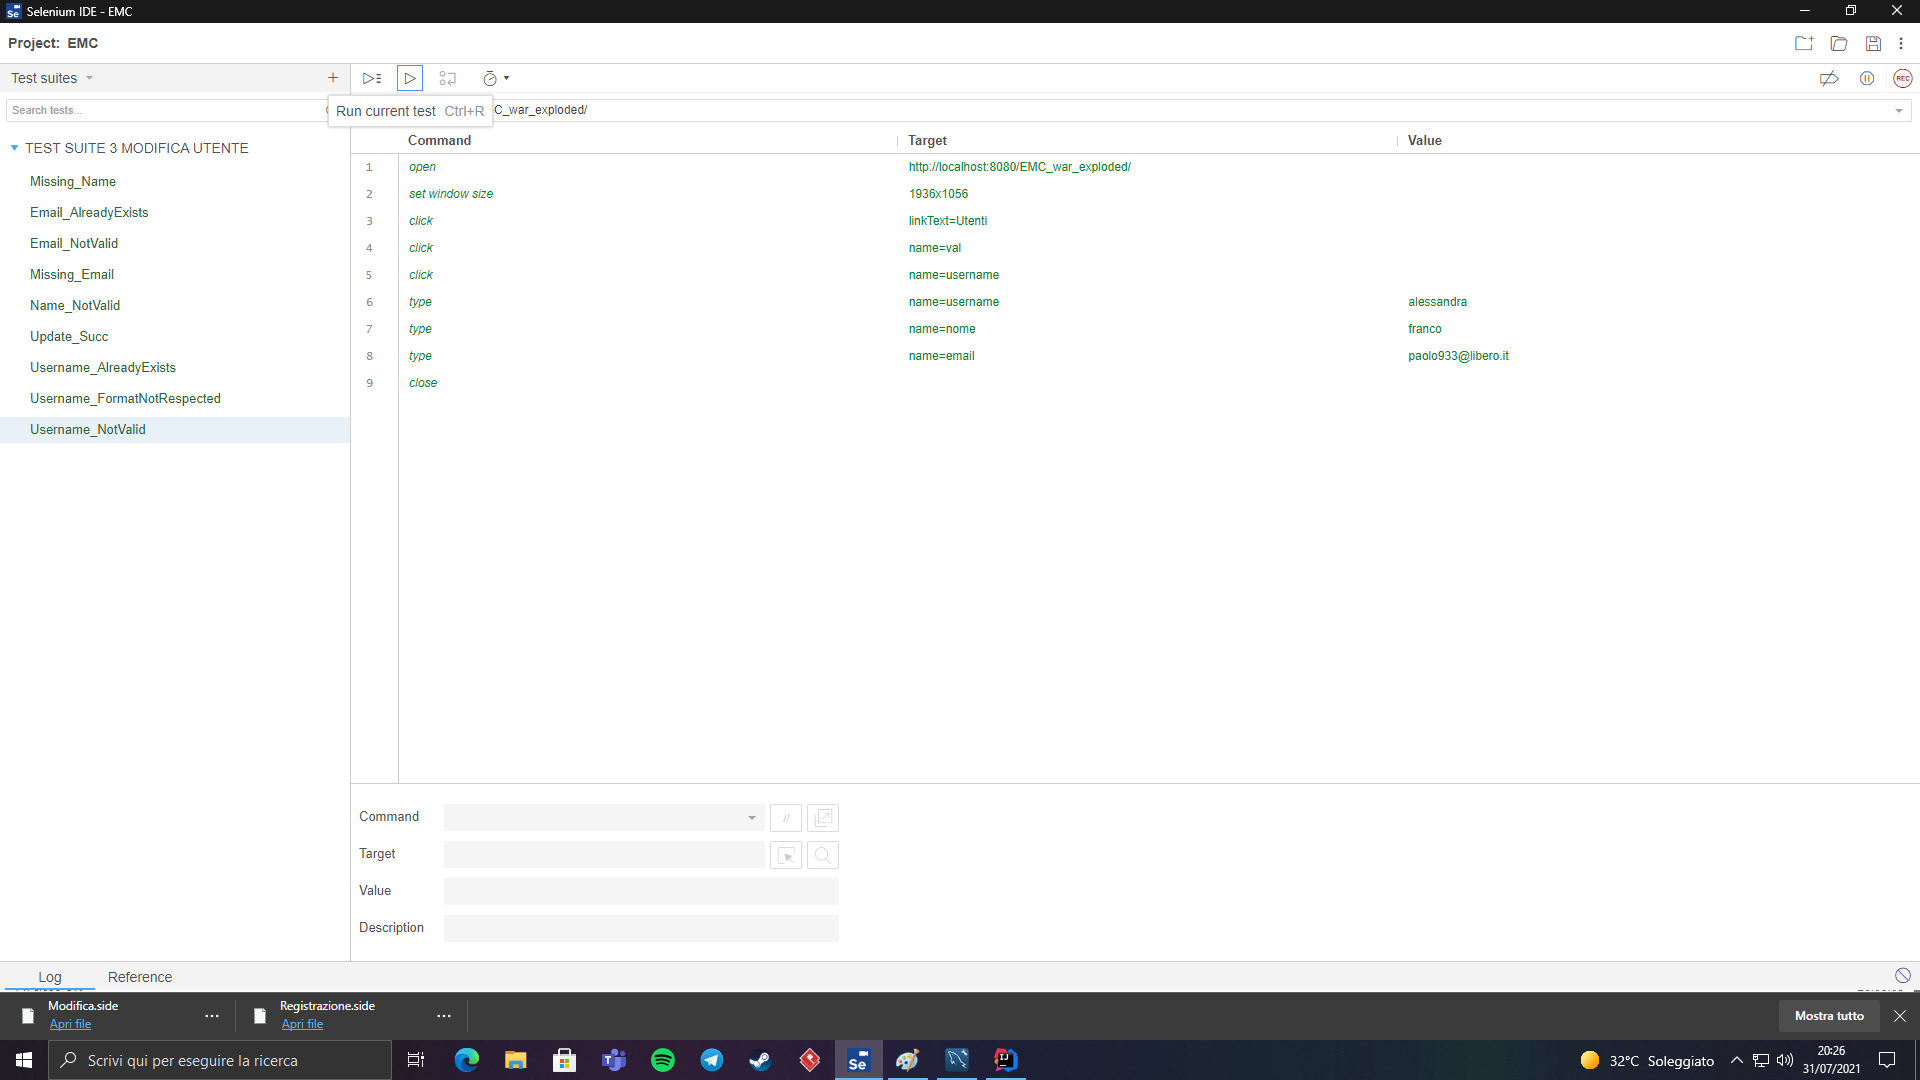 Selenium IDE - EMC
Project: EMC
Test suites
Search tests...
Run current test Ctrl+R
C_war_exploded/
REC
TEST SUITE 3 MODIFICA UTENTE
Missing_Name
Email_AlreadyExists
Email_NotValid
Missing_Email
Name_NotValid
Update_Succ
Username_AlreadyExists
Username_FormatNotRespected
Username_NotValid
Command Target Value
1 open http://localhost:8080/EMC_war_exploded/
2 set window size 1936x1056
3 click linkText=Utenti
4 click name=val
5 click name=username
6 type name=username alessandra
7 type name=nome franco
8 type name=email paolo933@libero.it
9 close
Command
//
Target
Value
Description
Log Reference
Modifica.side
Apri file
Registrazione.side
Apri file
Mostra tutto
Scrivi qui per eseguire la ricerca
Se
32°C Soleggiato
20:26
31/07/2021